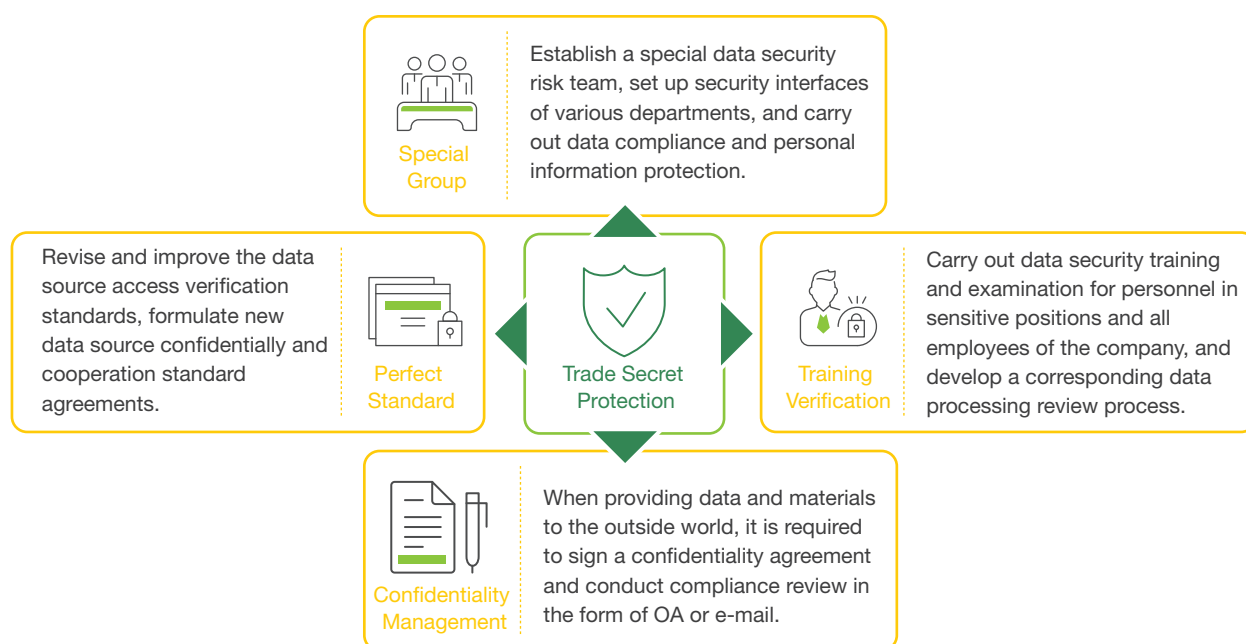 Special
Group
Establish a special data security
risk team, set up security interfaces
of various departments, and carry
out data compliance and personal
information protection.
Revise and improve the data
source access verification
standards, formulate new
data source confidentially and
cooperation standard
agreements.
Perfect
Standard
Trade Secret
Protection
Training
Verification
Carry out data security training
and examination for personnel in
sensitive positions and all
employees of the company, and
develop a corresponding data
processing review process.
Confidentiality
Management
When providing data and materials
to the outside world, it is required
to sign a confidentiality agreement
and conduct compliance review in
the form of OA or e-mail.